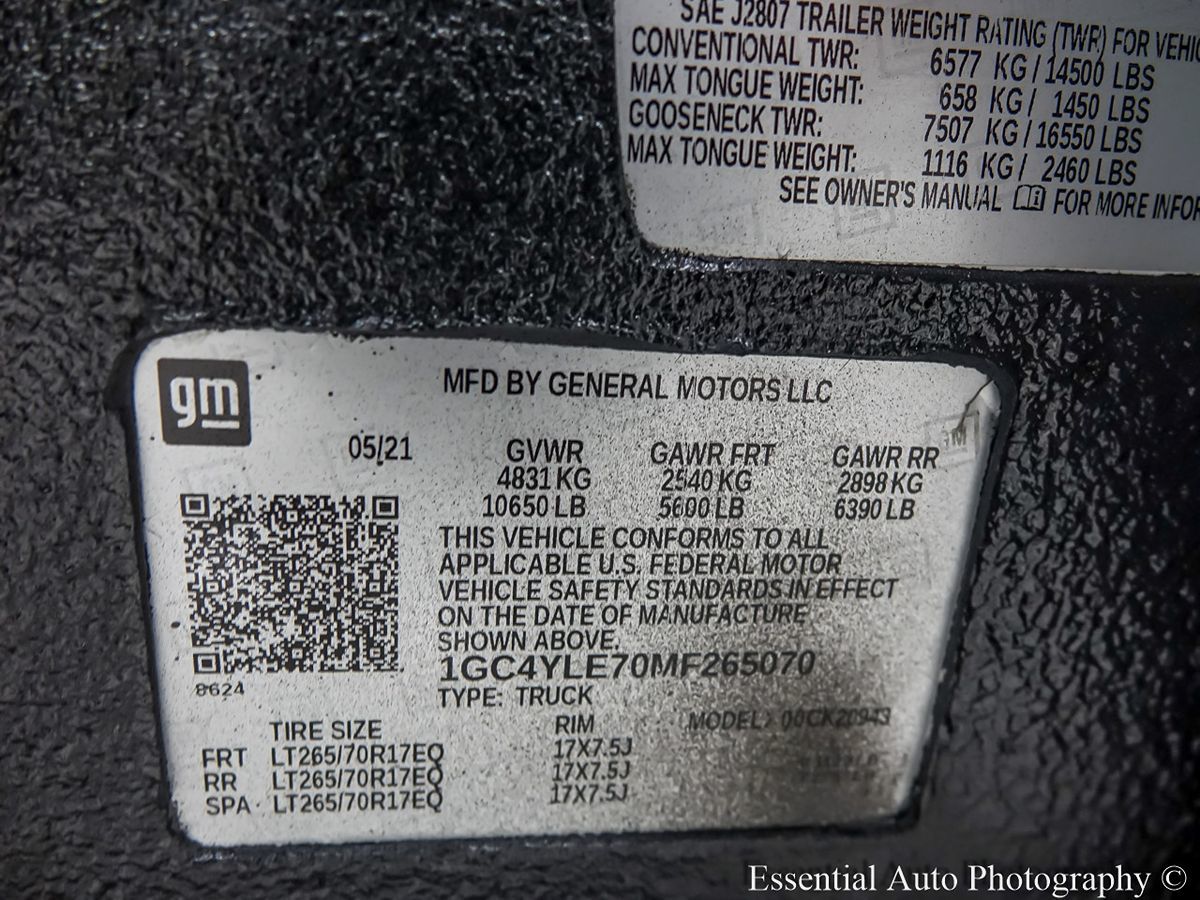 SAE J2807 TRAILER WEIGHT RATING (TWR) FOR VEHIC
CONVENTIONAL TWR: 6577 KG / 14500 LBS
MAX TONGUE WEIGHT: 658 KG / 1450 LBS
GOOSENECK TWR: 7507 KG / 16550 LBS
MAX TONGUE WEIGHT: 1116 KG / 2460 LBS
SEE OWNER'S MANUAL FOR MORE INFOR
gm
MFD BY GENERAL MOTORS LLC
05/21 GVWR GAWR FRT GAWR RR
4831 KG 2540 KG 2898 KG
10650 LB 5600 LB 6390 LB
THIS VEHICLE CONFORMS TO ALL
APPLICABLE U.S. FEDERAL MOTOR
VEHICLE SAFETY STANDARDS IN EFFECT
ON THE DATE OF MANUFACTURE
SHOWN ABOVE.
1GC4YLE70MF265070
8624
TYPE: TRUCK
TIRE SIZE RIM MODEL:
FRT LT265/70R17EQ 17X7.5J
RR LT265/70R17EQ 17X7.5J
SPA LT265/70R17EQ 17X7.5J
Essential Auto Photography ©